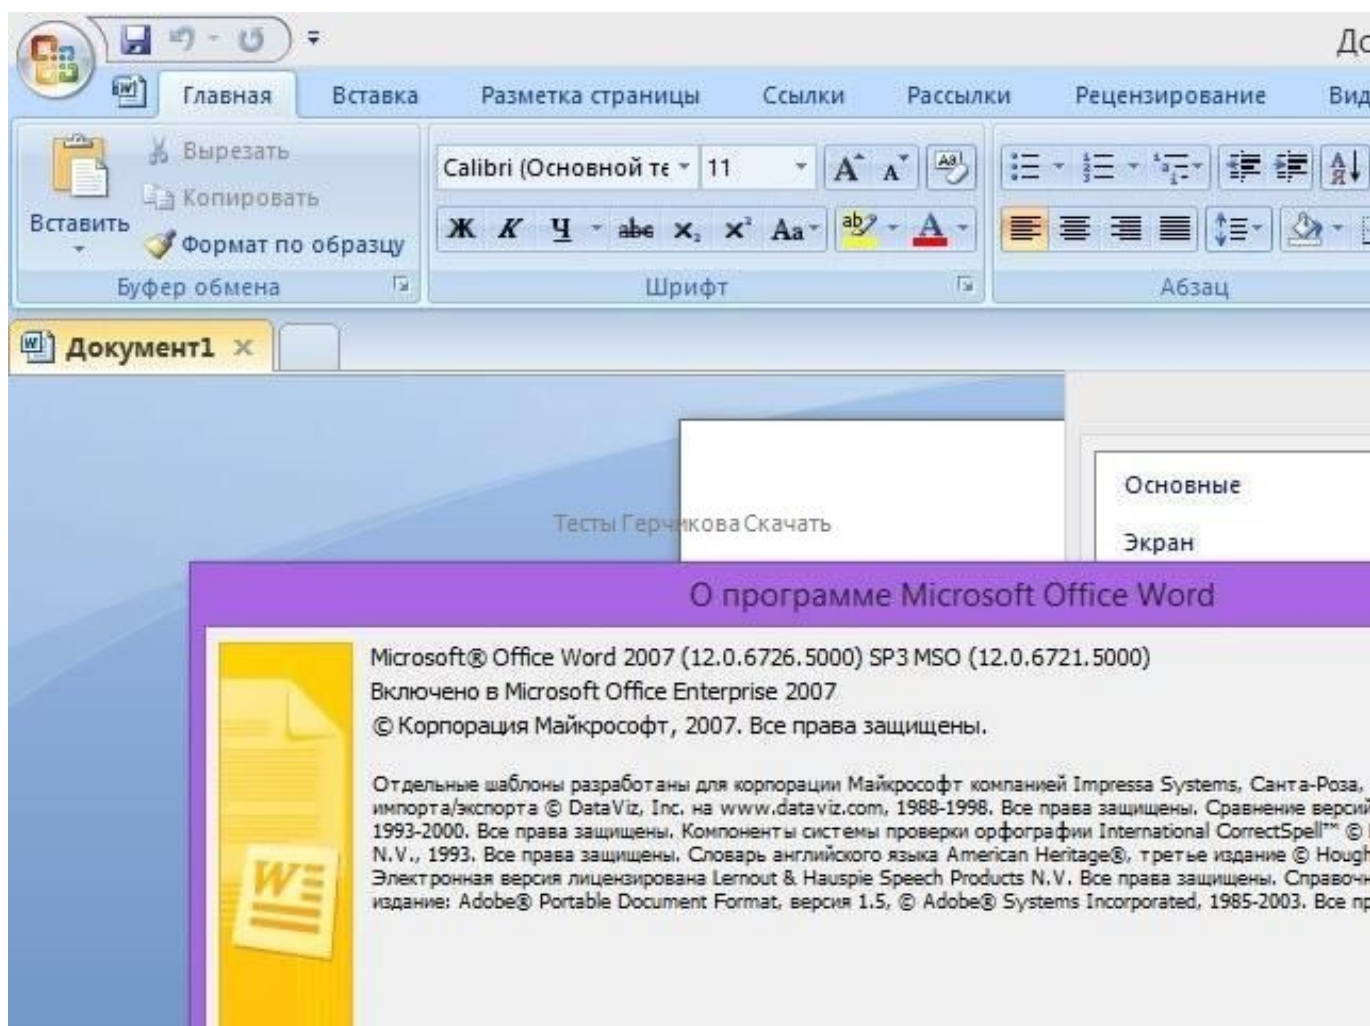 До
Главная Вставка Разметка страницы Ссылки Рассылки Рецензирование Вид
Вырезать
Копировать
Вставить
Формат по образцу
Calibri (Основной те 11
Ж К Ч abc x₂ x² Aa ab A
Буфер обмена Шрифт Абзац
Документ1
Основные
Тесты Герчикова Скачать
Экран
О программе Microsoft Office Word
Microsoft® Office Word 2007 (12.0.6726.5000) SP3 MSO (12.0.6721.5000)
Включено в Microsoft Office Enterprise 2007
© Корпорация Майкрософт, 2007. Все права защищены.
Отдельные шаблоны разработаны для корпорации Майкрософт компанией Impressa Systems, Санта-Роза,
импорта/экспорта © DataViz, Inc. на www.dataviz.com, 1988-1998. Все права защищены. Сравнение версий
1993-2000. Все права защищены. Компоненты системы проверки орфографии International CorrectSpell™ ©
N.V., 1993. Все права защищены. Словарь английского языка American Heritage®, третье издание © Hough
Электронная версия лицензирована Lernout & Hauspie Speech Products N.V. Все права защищены. Справочн
издание: Adobe® Portable Document Format, версия 1.5, © Adobe® Systems Incorporated, 1985-2003. Все пр